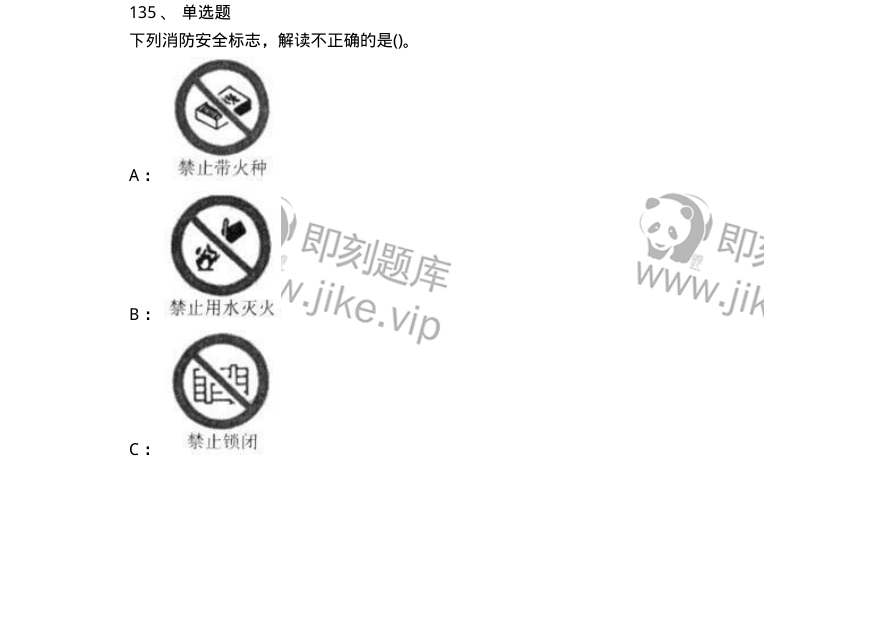 135 、 单选题
下列消防安全标志，解读不正确的是()。
禁止带火种
A：
即刻题库
即刻
w.jike.vip
www.jik
禁止用水灭火
B：
禁止锁闭
C：